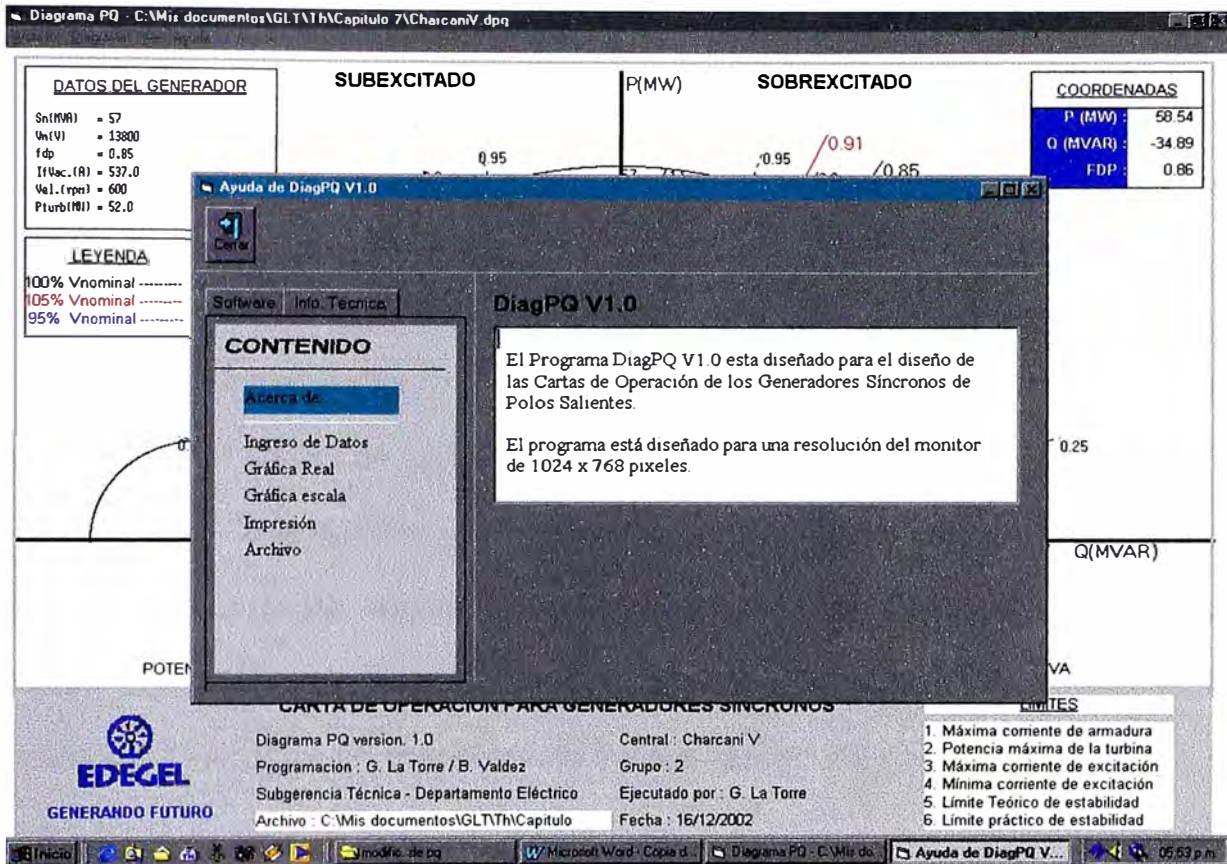 Diagrama PQ - C:\Mis documentos\GLT\Th\Capitulo 7\CharcaniV.dpq
DATOS DEL GENERADOR
Sn(MVA) = 57
Vn(V) = 13800
fdp = 0.85
IfVac.(A) = 537.0
Vel.(rpm) = 600
Pturb(MW) = 52.0
LEYENDA
100% Vnominal --------
105% Vnominal --------
95% Vnominal --------
SUBEXCITADO
P(MW)
SOBREXCITADO
0.95
0.95
0.91
0.85
COORDENADAS
P (MW) : 58.54
Q (MVAR) : -34.89
FDP : 0.86
Ayuda de DiagPQ V1.0
Cerrar
Software
Info. Tecnica
CONTENIDO
Acerca de
Ingreso de Datos
Gráfica Real
Gráfica escala
Impresión
Archivo
DiagPQ V1.0
El Programa DiagPQ V1.0 esta diseñado para el diseño de
las Cartas de Operación de los Generadores Síncronos de
Polos Salientes.
El programa está diseñado para una resolución del monitor
de 1024 x 768 pixeles.
0.25
Q(MVAR)
POTEN
VA
CARTA DE OPERACION PARA GENERADORES SINCRONOS
EDEGEL
GENERANDO FUTURO
Diagrama PQ version. 1.0
Programacion : G. La Torre / B. Valdez
Subgerencia Técnica - Departamento Eléctrico
Archivo : C:\Mis documentos\GLT\Th\Capitulo
Central : Charcani V
Grupo : 2
Ejecutado por : G. La Torre
Fecha : 16/12/2002
LIMITES
1. Máxima corriente de armadura
2. Potencia máxima de la turbina
3. Máxima corriente de excitación
4. Mínima corriente de excitación
5. Límite Teórico de estabilidad
6. Límite práctico de estabilidad
Inicio
modific. de pq
Microsoft Word - Copia d...
Diagrama PQ - C:\Mis do...
Ayuda de DiagPQ V...
05:53 p.m.